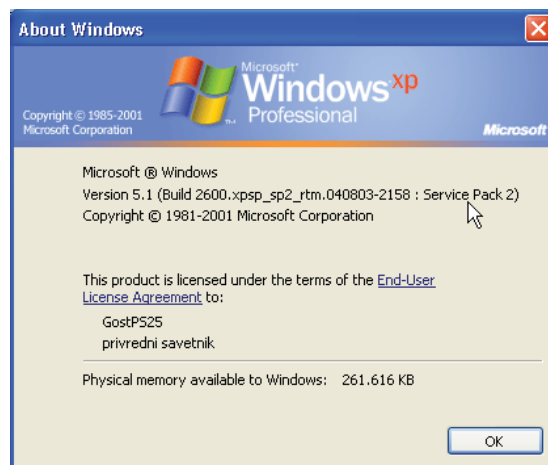 About Windows
Microsoft®
Windows xp
Professional
Copyright © 1985-2001
Microsoft Corporation
Microsoft
Microsoft ® Windows
Version 5.1 (Build 2600.xpsp_sp2_rtm.040803-2158 : Service Pack 2)
Copyright © 1981-2001 Microsoft Corporation
This product is licensed under the terms of the End-User
License Agreement to:
GostPS25
privredni savetnik
Physical memory available to Windows: 261.616 KB
OK